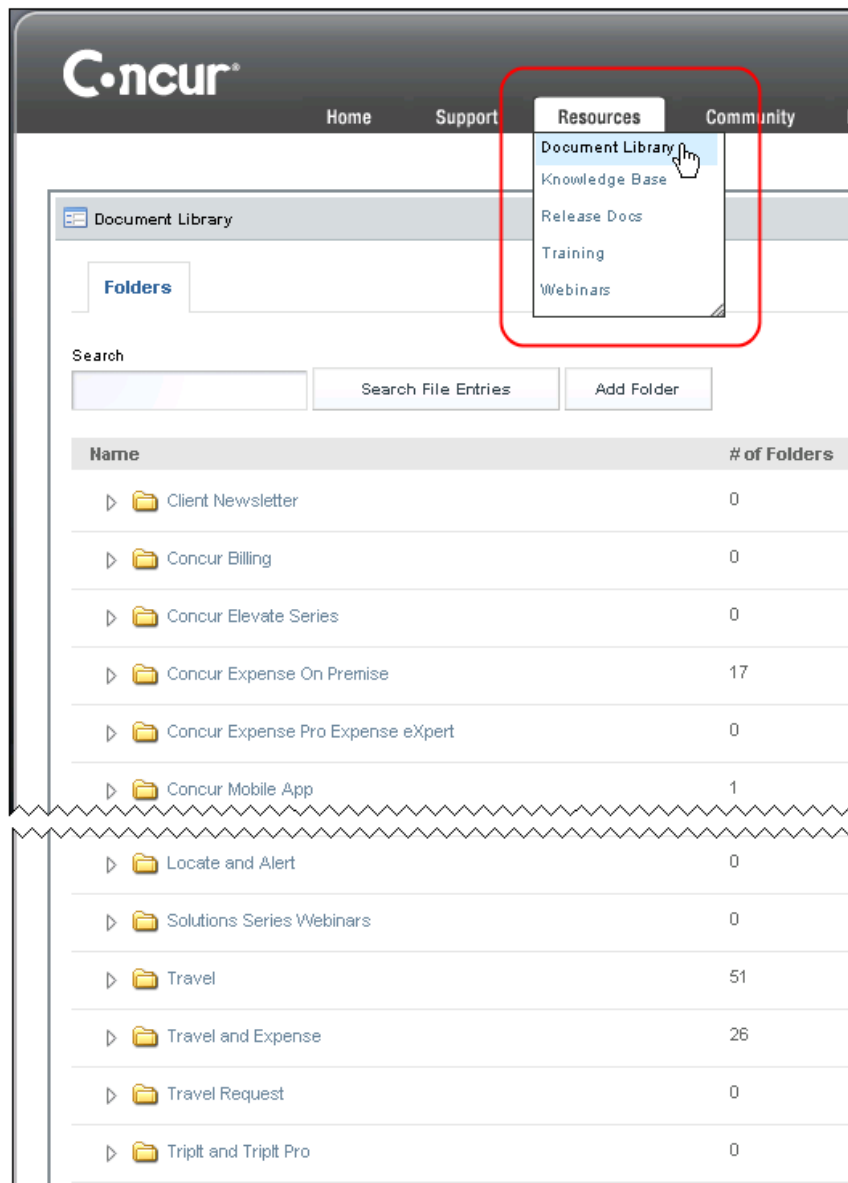 Concur®
Home Support Resources Community
Document Library
Knowledge Base
Release Docs
Training
Webinars
Document Library
Folders
Search
Search File Entries Add Folder
Name # of Folders
Client Newsletter 0
Concur Billing 0
Concur Elevate Series 0
Concur Expense On Premise 17
Concur Expense Pro Expense eXpert 0
Concur Mobile App 1
Locate and Alert 0
Solutions Series Webinars 0
Travel 51
Travel and Expense 26
Travel Request 0
TripIt and TripIt Pro 0